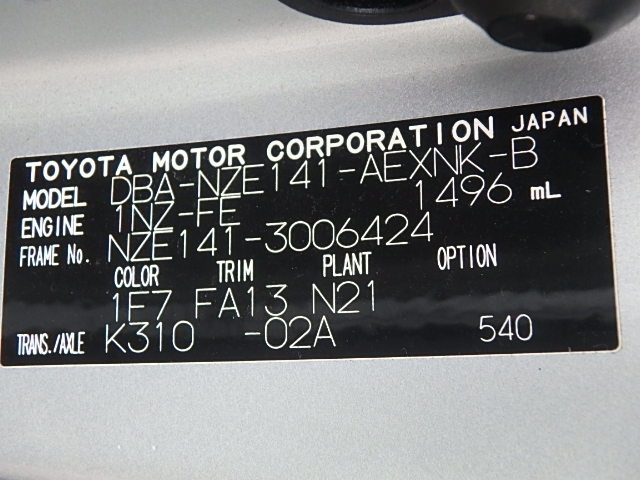 TOYOTA MOTOR CORPORATION JAPAN
MODEL DBA-NZE141-AEXNK-B
ENGINE 1NZ-FE 1496 mL
FRAME No. NZE141-3006424
COLOR TRIM PLANT OPTION
1F7 FA13 N21
TRANS./AXLE K310 -02A 540